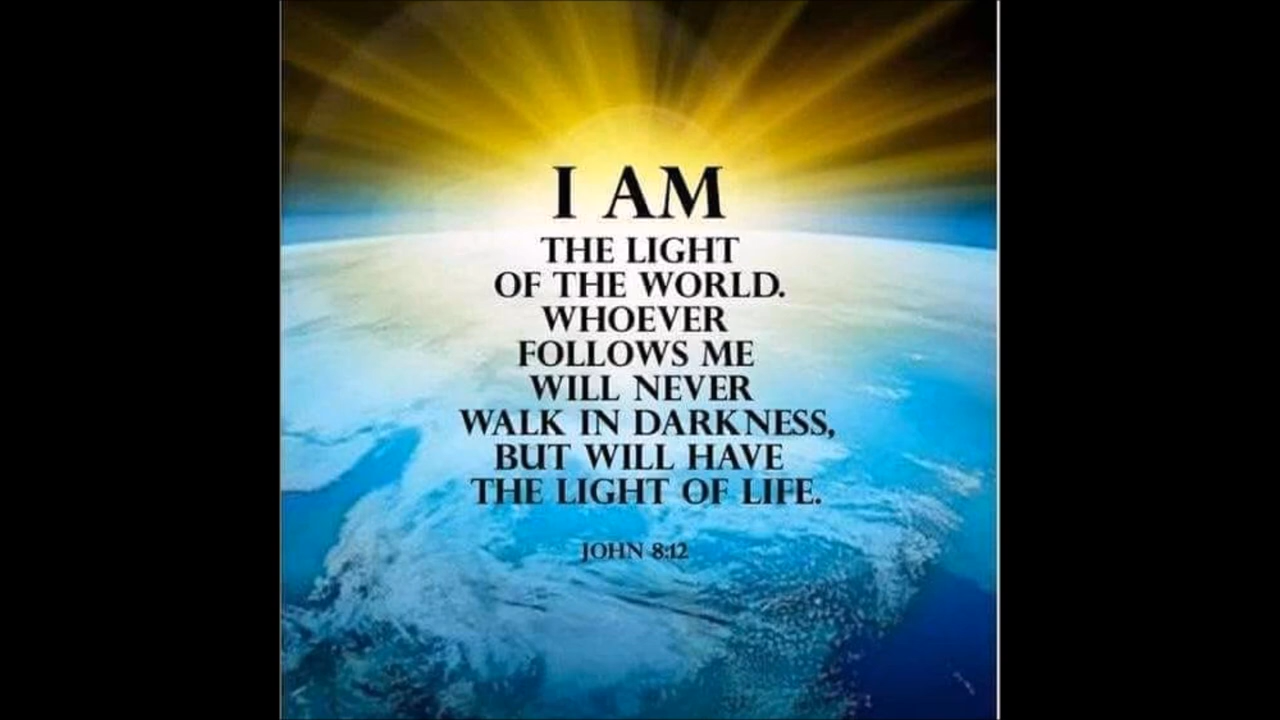 I AM
THE LIGHT
OF THE WORLD.
WHOEVER
FOLLOWS ME
WILL NEVER
WALK IN DARKNESS,
BUT WILL HAVE
THE LIGHT OF LIFE.
JOHN 8:12